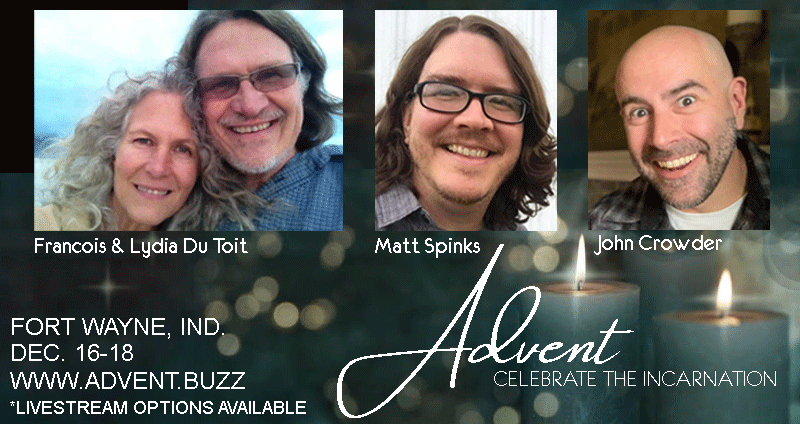 Francois & Lydia Du Toit
Matt Spinks
John Crowder
FORT WAYNE, IND.
DEC. 16-18
WWW.ADVENT.BUZZ
*LIVESTREAM OPTIONS AVAILABLE
Advent
CELEBRATE THE INCARNATION